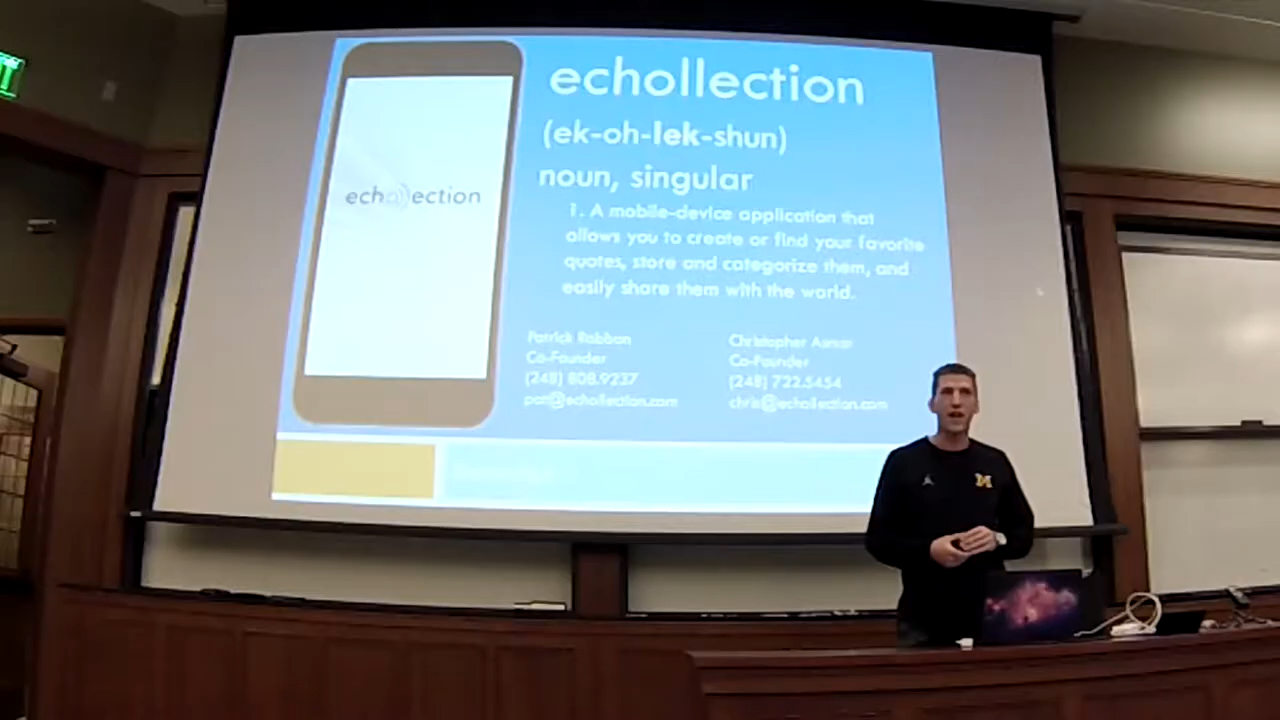 echollection
(ek-oh-lek-shun)
noun, singular
1. A mobile-device application that
allows you to create or find your favorite
quotes, store and categorize them, and
easily share them with the world.
echollection
Patrick Robban
Co-Founder
(248) 808.9237
pat@echollection.com
Christopher Asmar
Co-Founder
(248) 722.5454
chris@echollection.com
M